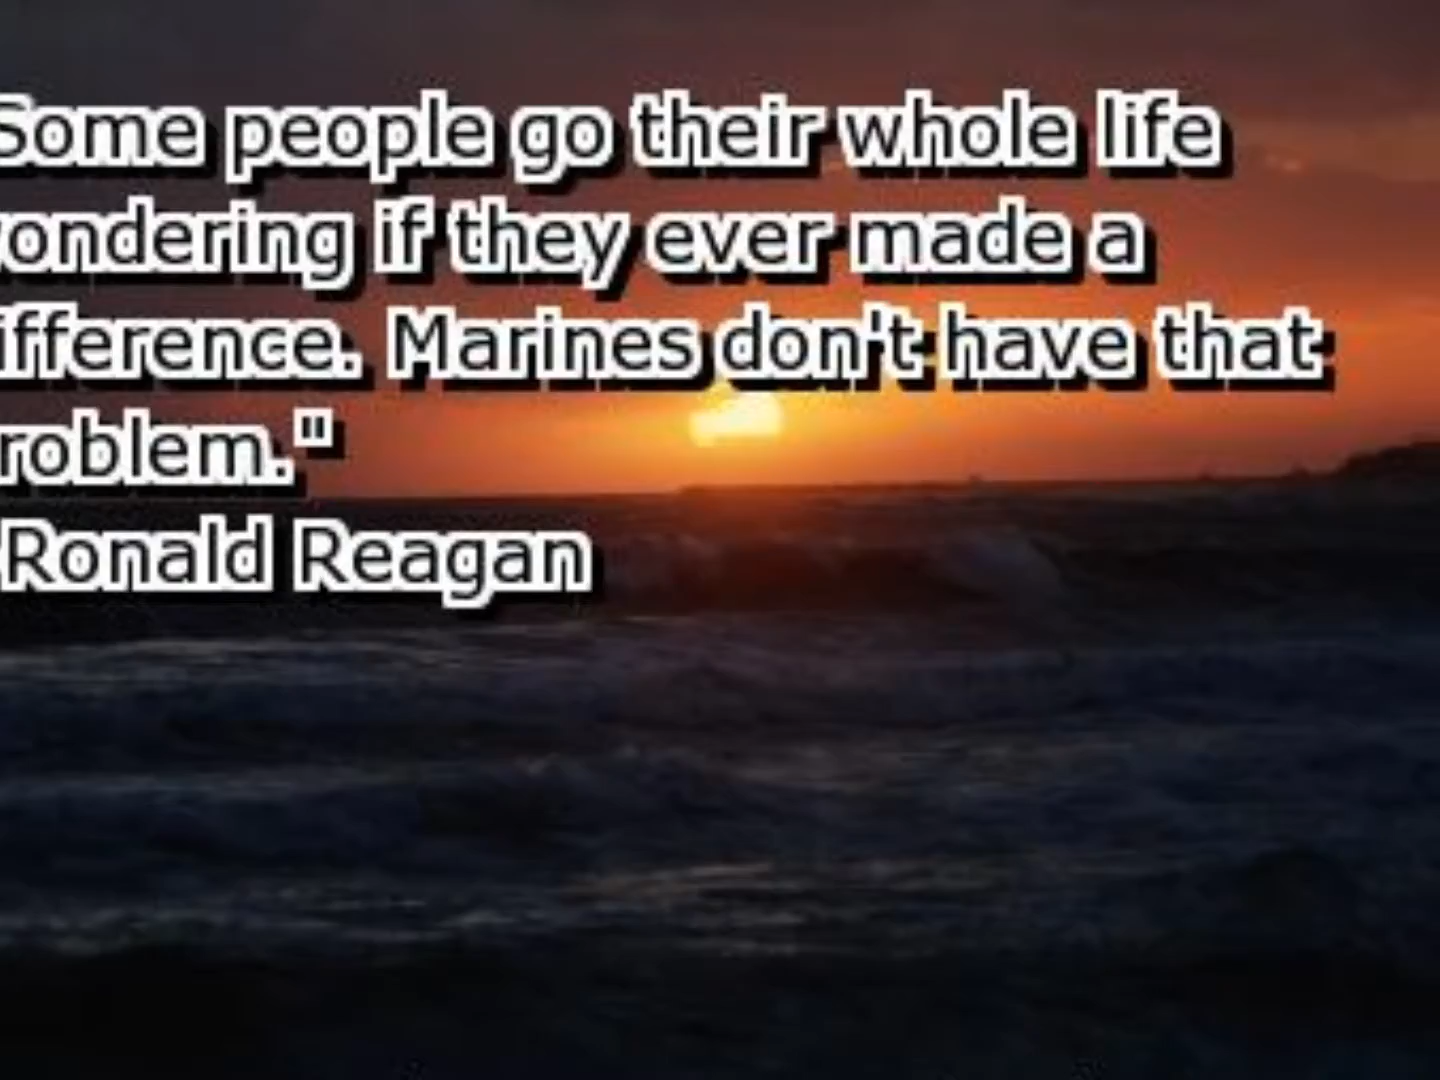 Some people go their whole life
ondering if they ever made a
ifference. Marines don't have that
roblem."
Ronald Reagan